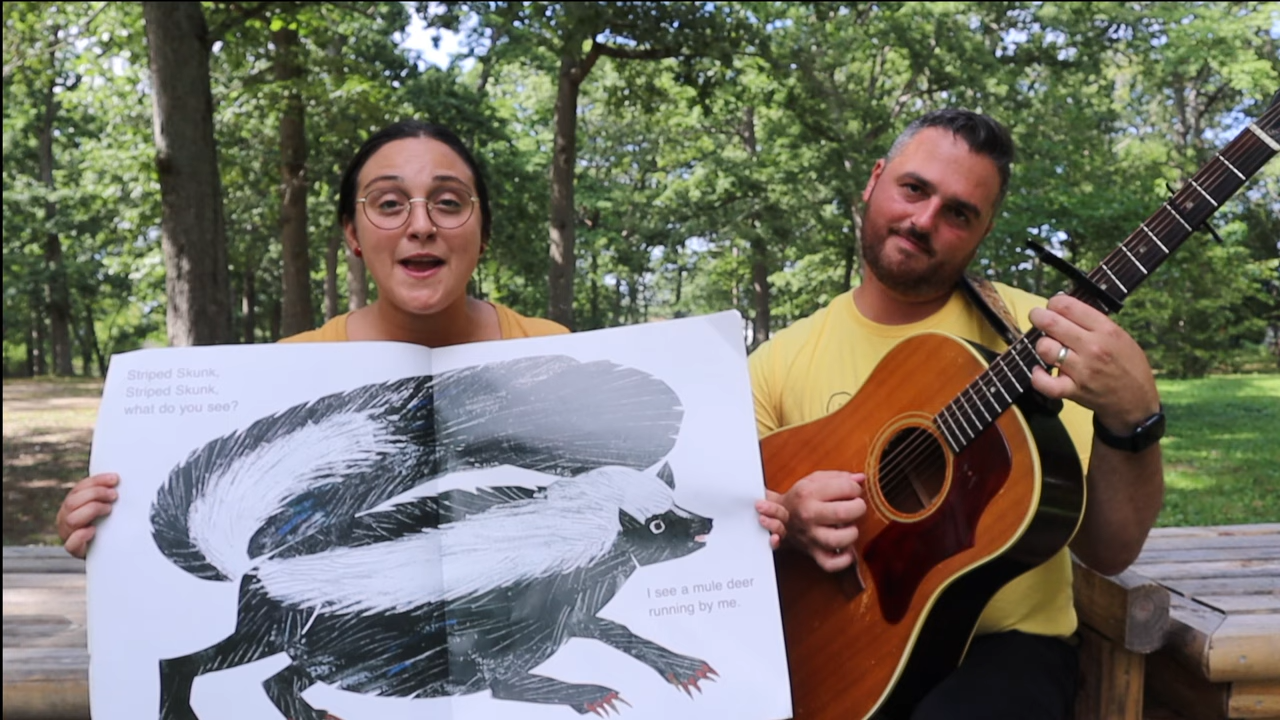 Striped Skunk,
Striped Skunk,
what do you see?
I see a mule deer
running by me.